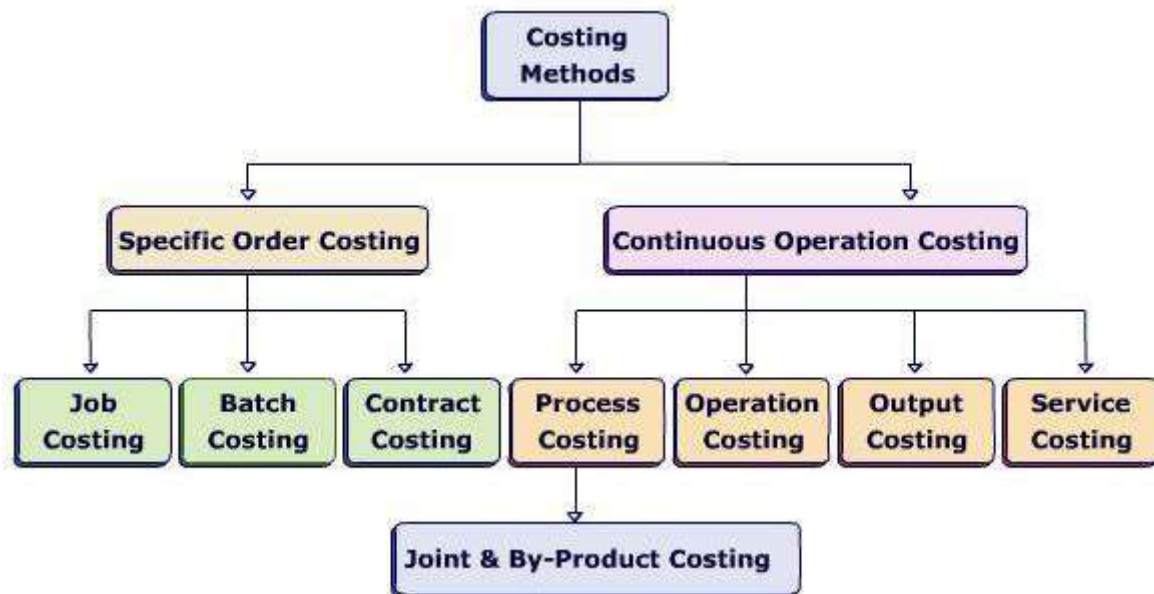 Costing
Methods
Specific Order Costing
Continuous Operation Costing
Job
Costing
Batch
Costing
Contract
Costing
Process
Costing
Operation
Costing
Output
Costing
Service
Costing
Joint & By-Product Costing